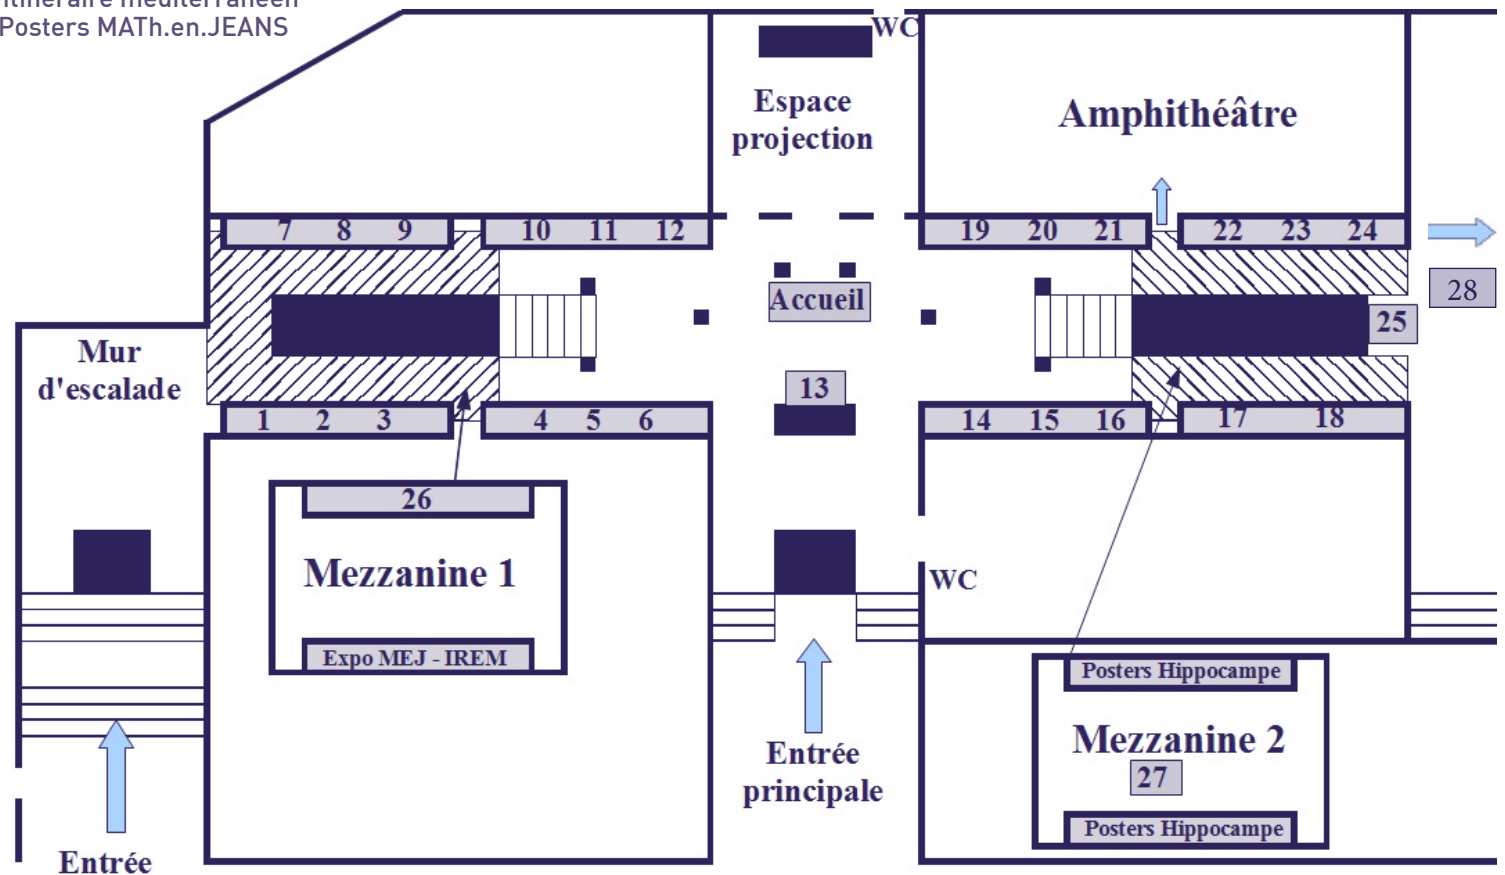 Itinéraire méditerranéen
Posters MATh.en.JEANS
WC
Espace
projection
Amphithéâtre
7 8 9
10 11 12
19 20 21
22 23 24
28
Accueil
25
Mur
d'escalade
13
1 2 3
4 5 6
14 15 16
17 18
26
Mezzanine 1
Expo MEJ - IREM
WC
Posters Hippocampe
Mezzanine 2
27
Posters Hippocampe
Entrée
principale
Entrée